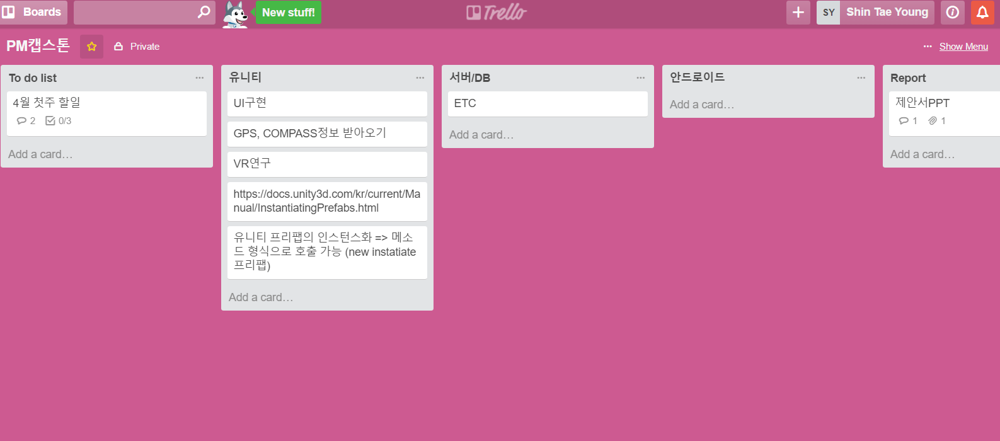 Boards
New stuff!
Trello
SY
Shin Tae Young
PM캡스톤
Private
... Show Menu
To do list
4월 첫주 할일
2
0/3
Add a card…
유니티
UI구현
GPS, COMPASS정보 받아오기
VR연구
https://docs.unity3d.com/kr/current/Ma
nual/InstantiatingPrefabs.html
유니티 프리팹의 인스턴스화 => 메소
드 형식으로 호출 가능 (new instatiate
프리팹)
Add a card…
서버/DB
ETC
Add a card…
안드로이드
Add a card…
Report
제안서PPT
1
1
Add a card…